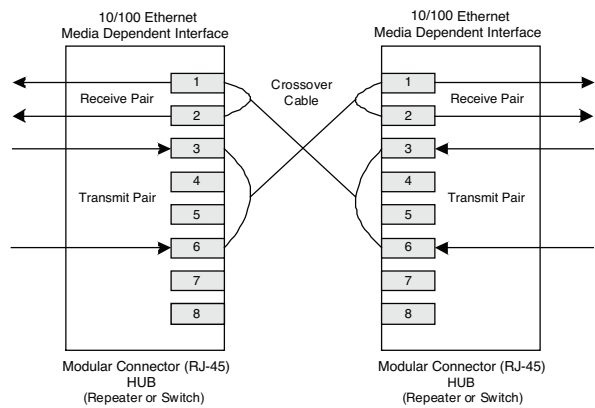 10/100 Ethernet
Media Dependent Interface
1
Receive Pair
2
3
4
Transmit Pair
5
6
7
8
Modular Connector (RJ-45)
HUB
(Repeater or Switch)
Crossover
Cable
10/100 Ethernet
Media Dependent Interface
1
Receive Pair
2
3
4
Transmit Pair
5
6
7
8
Modular Connector (RJ-45)
HUB
(Repeater or Switch)